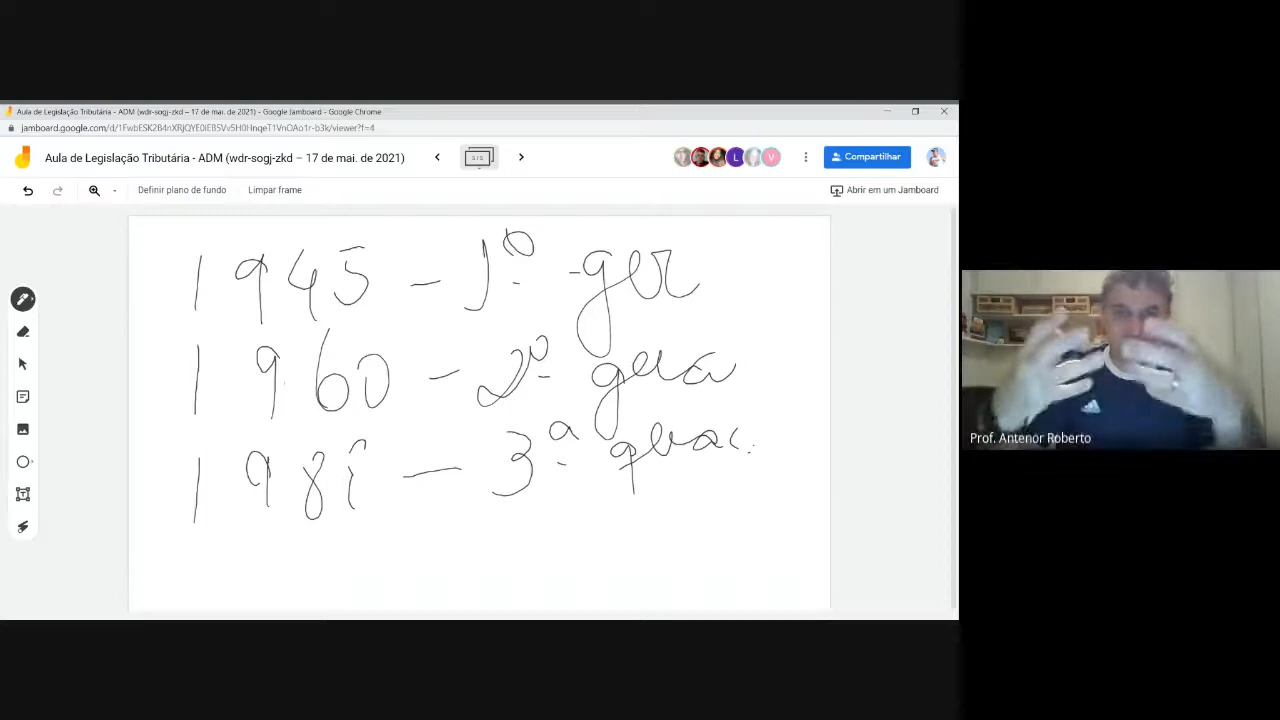 Aula de Legislação Tributária - ADM (wdr-sogj-zkd – 17 de mai. de 2021) - Google Jamboard - Google Chrome
Aula de Legislação Tributária - ADM (wdr-sogj-zkd – 17 de mai. de 2021)
5/5
L
V
Compartilhar
Definir plano de fundo
Limpar frame
Abrir em um Jamboard
1945 - 1ª - ger
1960 - 2ª gera
3ª gerac.
Prof. Antenor Roberto